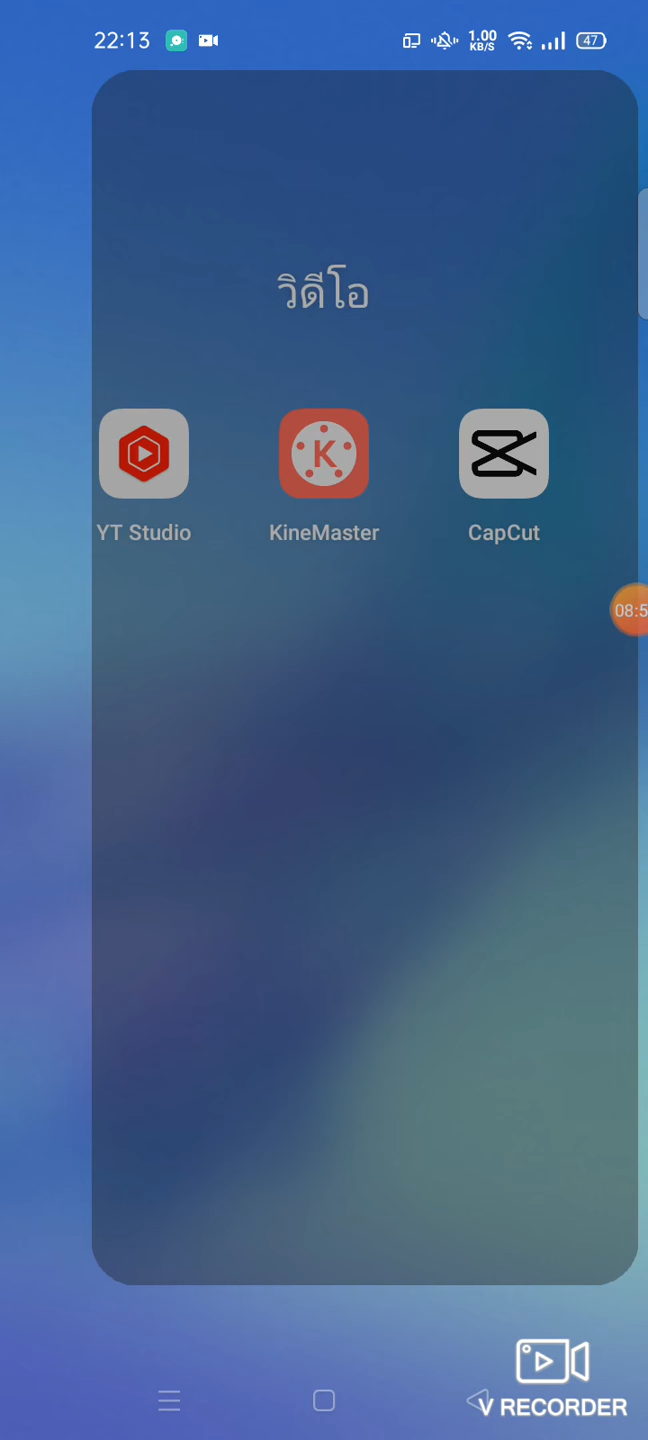 22:13
1.00
KB/S
47
วิดีโอ
K
YT Studio
KineMaster
CapCut
08:5
V RECORDER